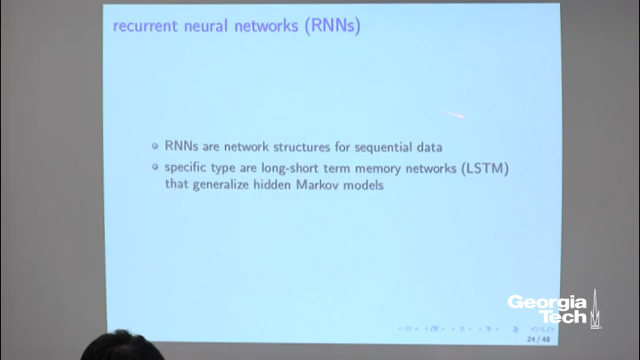 recurrent neural networks (RNNs)
RNNs are network structures for sequential data
specific type are long-short term memory networks (LSTM)
that generalize hidden Markov models
Georgia
Tech
24 / 48